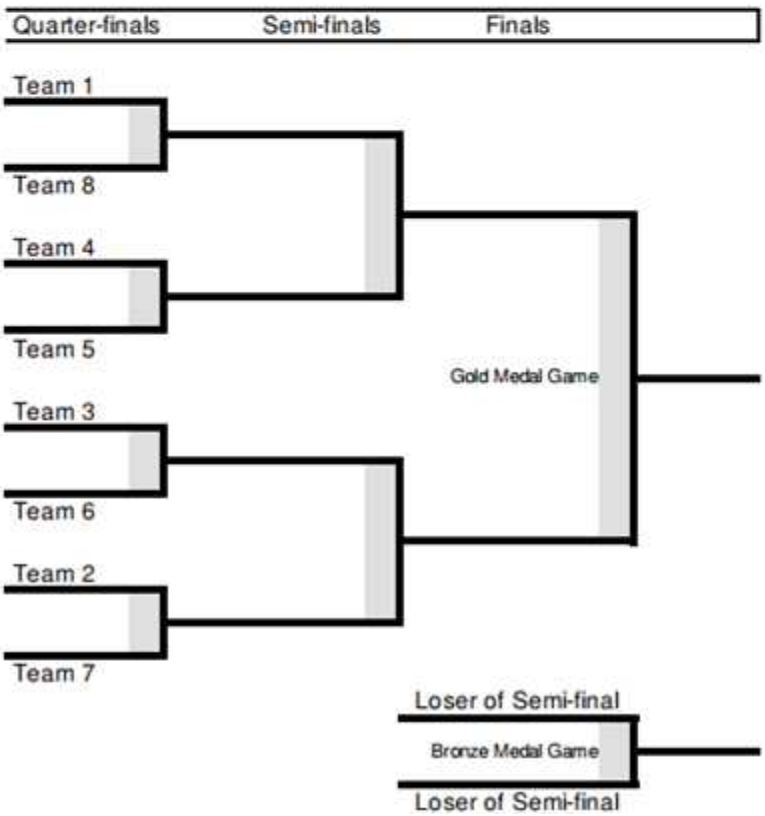 Quarter-finals Semi-finals Finals
Team 1
Team 8
Team 4
Team 5
Gold Medal Game
Team 3
Team 6
Team 2
Team 7
Loser of Semi-final
Bronze Medal Game
Loser of Semi-final